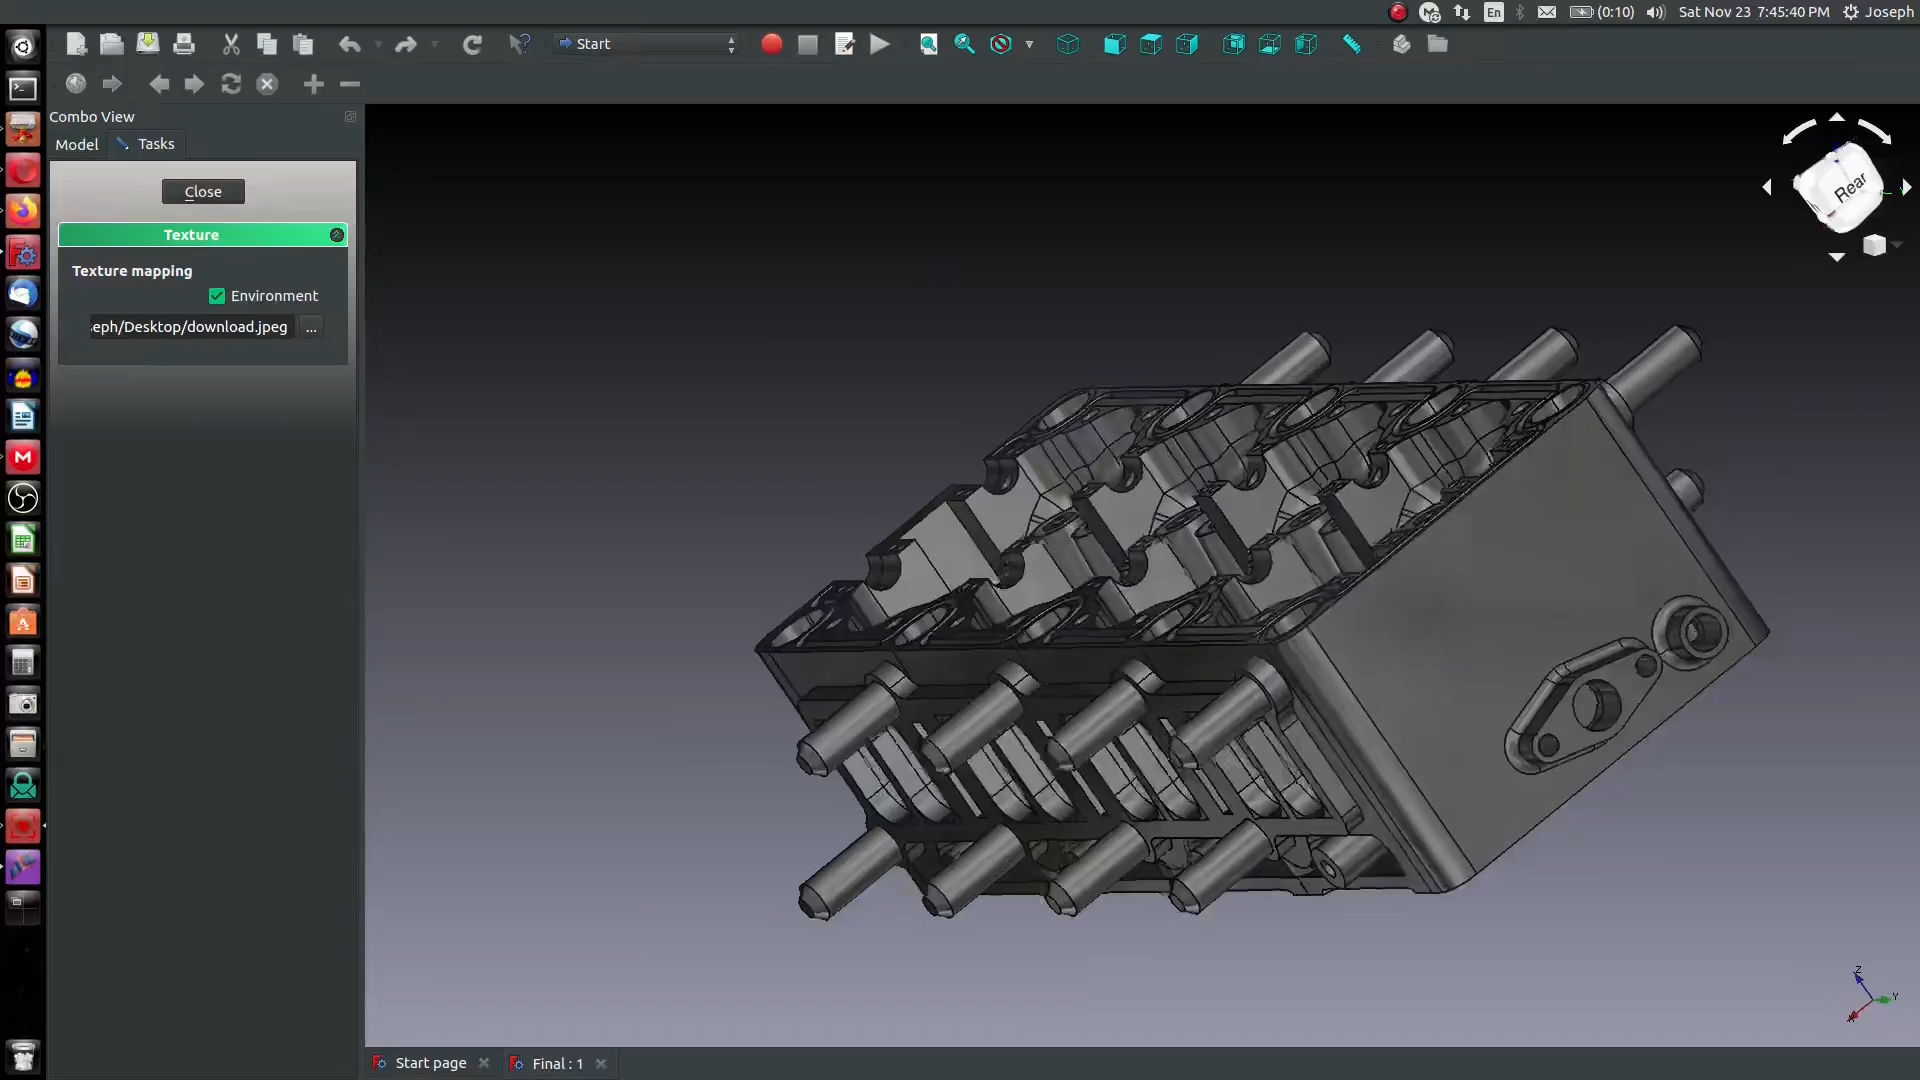 En
(0:10)
Sat Nov 23 7:45:40 PM
Joseph
Start
Combo View
Model
Tasks
Close
Texture
Texture mapping
Environment
eph/Desktop/download.jpeg
...
Rear
Z
Y
X
Start page
Final : 1